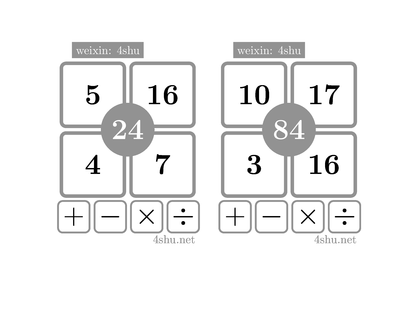 weixin: 4shu
5 16
24
4 7
+ − × ÷
4shu.net
weixin: 4shu
10 17
84
3 16
+ − × ÷
4shu.net